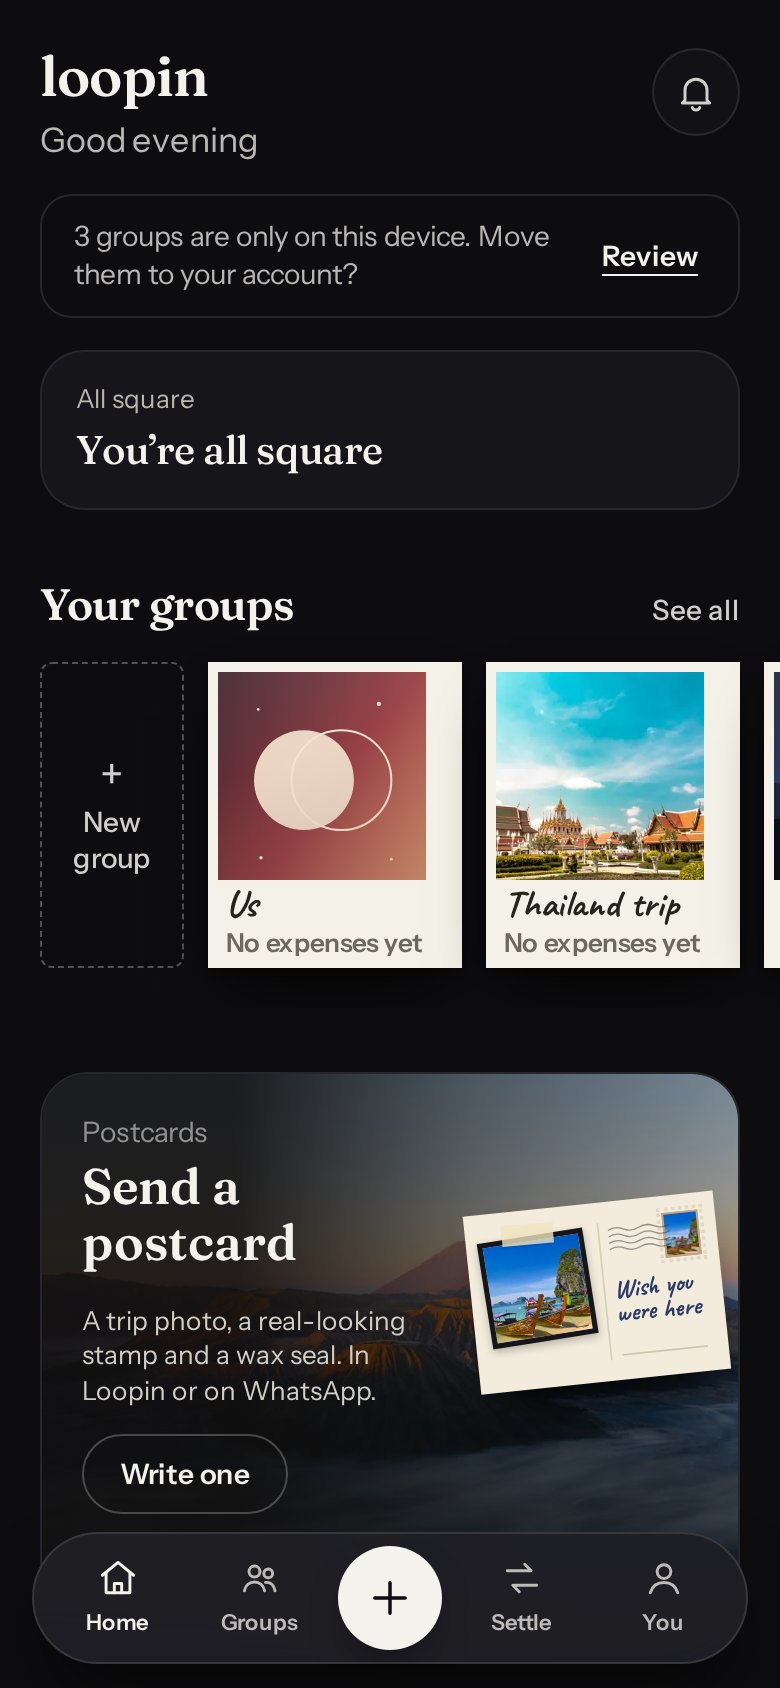 loopin
Good evening
3 groups are only on this device. Move
them to your account?
Review
All square
You’re all square
Your groups
See all
+
New
group
Us
No expenses yet
Thailand trip
No expenses yet
Postcards
Send a
postcard
A trip photo, a real-looking
stamp and a wax seal. In
Loopin or on WhatsApp.
Wish you
were here
Write one
Home
Groups
Settle
You